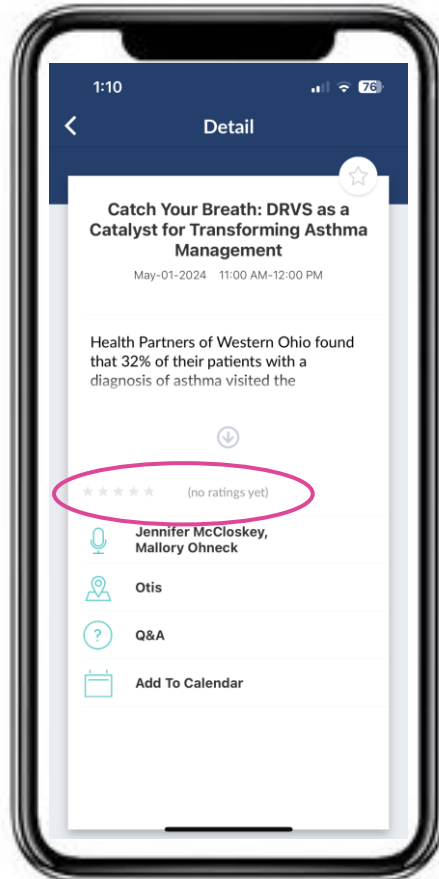 1:10
76
Detail
Catch Your Breath: DRVS as a
Catalyst for Transforming Asthma
Management
May-01-2024 11:00 AM-12:00 PM
Health Partners of Western Ohio found
that 32% of their patients with a
diagnosis of asthma visited the
(no ratings yet)
Jennifer McCloskey,
Mallory Ohneck
Otis
?
Q&A
Add To Calendar